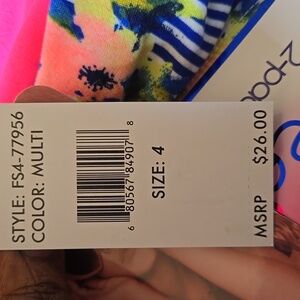 STYLE: FS4-77956
COLOR: MULTI
6 80567 84907 8
SIZE: 4
MSRP $26.00